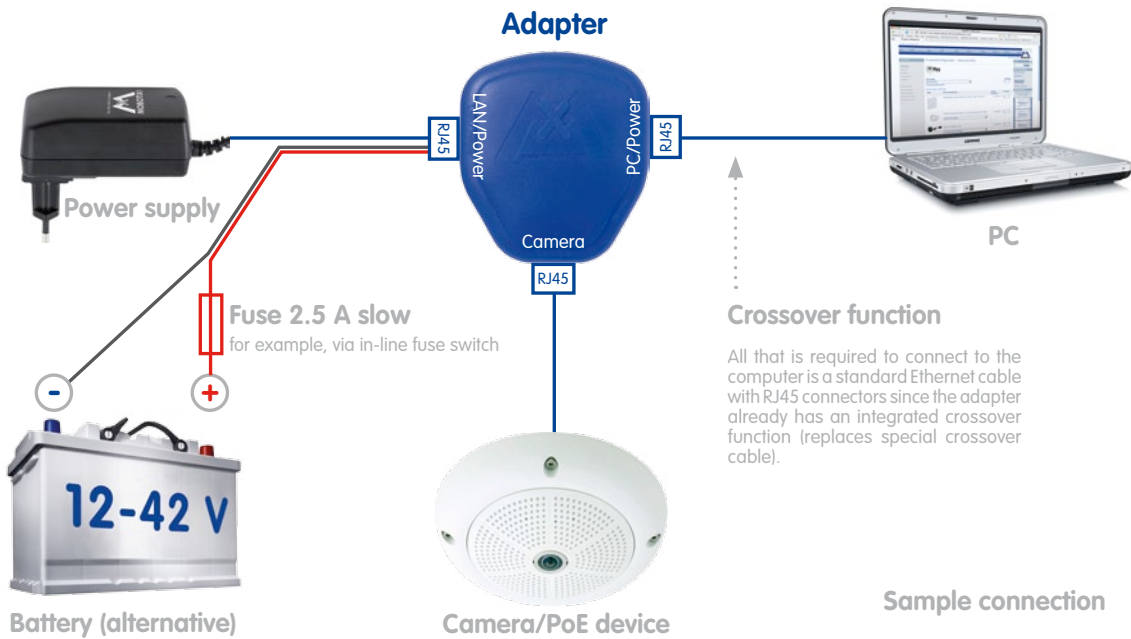 Adapter
LAN/Power
PC/Power
Camera
RJ45
RJ45
RJ45
Power supply
PC
Fuse 2.5 A slow
for example, via in-line fuse switch
Crossover function
All that is required to connect to the
computer is a standard Ethernet cable
with RJ45 connectors since the adapter
already has an integrated crossover
function (replaces special crossover
cable).
-
+
12-42 V
Battery (alternative)
Camera/PoE device
Sample connection